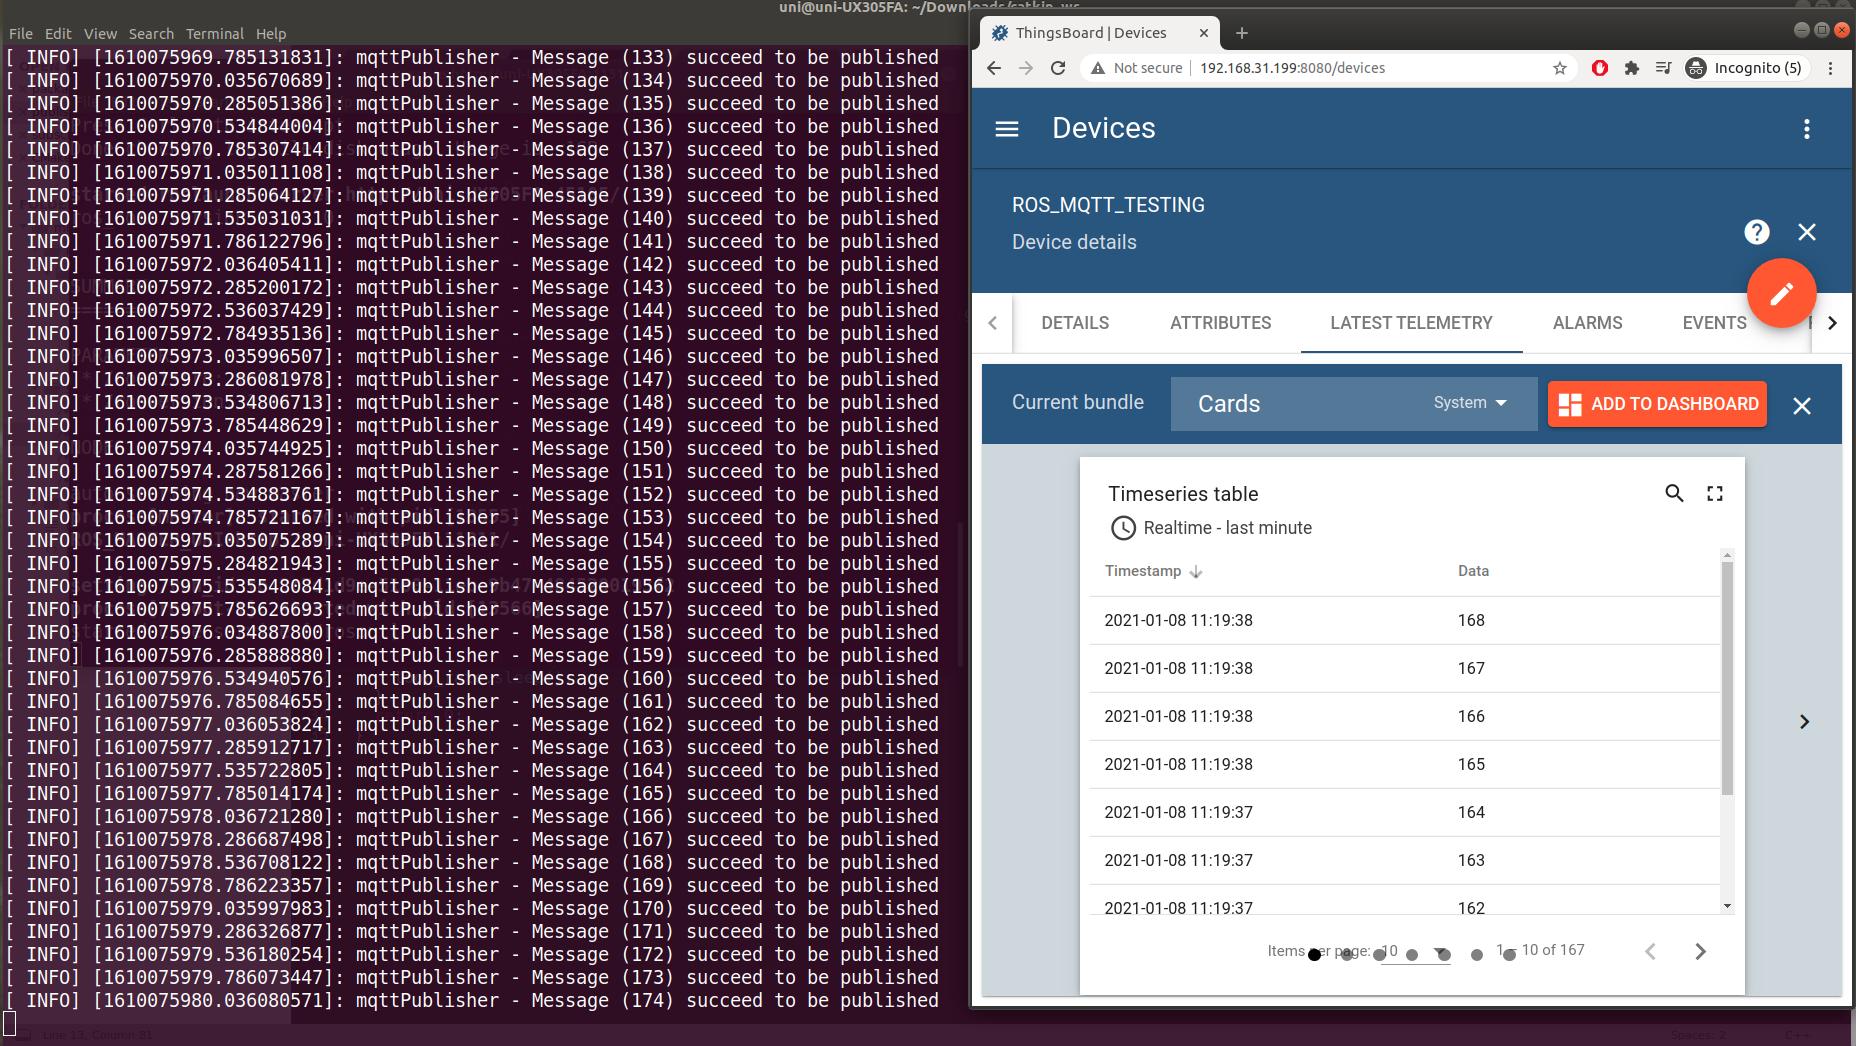 uni@uni-UX305FA: ~/Downloads/catkin_ws
File Edit View Search Terminal Help
[ INFO] [1610075969.785131831]: mqttPublisher - Message (133) succeed to be published
[ INFO] [1610075970.035670689]: mqttPublisher - Message (134) succeed to be published
[ INFO] [1610075970.285051386]: mqttPublisher - Message (135) succeed to be published
[ INFO] [1610075970.534844004]: mqttPublisher - Message (136) succeed to be published
[ INFO] [1610075970.785307414]: mqttPublisher - Message (137) succeed to be published
[ INFO] [1610075971.035011108]: mqttPublisher - Message (138) succeed to be published
[ INFO] [1610075971.285064127]: mqttPublisher - Message (139) succeed to be published
[ INFO] [1610075971.535031031]: mqttPublisher - Message (140) succeed to be published
[ INFO] [1610075971.786122796]: mqttPublisher - Message (141) succeed to be published
[ INFO] [1610075972.036405411]: mqttPublisher - Message (142) succeed to be published
[ INFO] [1610075972.285200172]: mqttPublisher - Message (143) succeed to be published
[ INFO] [1610075972.536037429]: mqttPublisher - Message (144) succeed to be published
[ INFO] [1610075972.784935136]: mqttPublisher - Message (145) succeed to be published
[ INFO] [1610075973.035996507]: mqttPublisher - Message (146) succeed to be published
[ INFO] [1610075973.286081978]: mqttPublisher - Message (147) succeed to be published
[ INFO] [1610075973.534806713]: mqttPublisher - Message (148) succeed to be published
[ INFO] [1610075973.785448629]: mqttPublisher - Message (149) succeed to be published
[ INFO] [1610075974.035744925]: mqttPublisher - Message (150) succeed to be published
[ INFO] [1610075974.287581266]: mqttPublisher - Message (151) succeed to be published
[ INFO] [1610075974.534883761]: mqttPublisher - Message (152) succeed to be published
[ INFO] [1610075974.785721167]: mqttPublisher - Message (153) succeed to be published
[ INFO] [1610075975.035075289]: mqttPublisher - Message (154) succeed to be published
[ INFO] [1610075975.284821943]: mqttPublisher - Message (155) succeed to be published
[ INFO] [1610075975.535548084]: mqttPublisher - Message (156) succeed to be published
[ INFO] [1610075975.785626693]: mqttPublisher - Message (157) succeed to be published
[ INFO] [1610075976.034887800]: mqttPublisher - Message (158) succeed to be published
[ INFO] [1610075976.285888880]: mqttPublisher - Message (159) succeed to be published
[ INFO] [1610075976.534940576]: mqttPublisher - Message (160) succeed to be published
[ INFO] [1610075976.785084655]: mqttPublisher - Message (161) succeed to be published
[ INFO] [1610075977.036053824]: mqttPublisher - Message (162) succeed to be published
[ INFO] [1610075977.285912717]: mqttPublisher - Message (163) succeed to be published
[ INFO] [1610075977.535722805]: mqttPublisher - Message (164) succeed to be published
[ INFO] [1610075977.785014174]: mqttPublisher - Message (165) succeed to be published
[ INFO] [1610075978.036721280]: mqttPublisher - Message (166) succeed to be published
[ INFO] [1610075978.286687498]: mqttPublisher - Message (167) succeed to be published
[ INFO] [1610075978.536708122]: mqttPublisher - Message (168) succeed to be published
[ INFO] [1610075978.786223357]: mqttPublisher - Message (169) succeed to be published
[ INFO] [1610075979.035997983]: mqttPublisher - Message (170) succeed to be published
[ INFO] [1610075979.286326877]: mqttPublisher - Message (171) succeed to be published
[ INFO] [1610075979.536180254]: mqttPublisher - Message (172) succeed to be published
[ INFO] [1610075979.786073447]: mqttPublisher - Message (173) succeed to be published
[ INFO] [1610075980.036080571]: mqttPublisher - Message (174) succeed to be published
Line 13, Column 81
Spaces: 2
C++
ThingsBoard | Devices
Not secure | 192.168.31.199:8080/devices
Incognito (5)
Devices
ROS_MQTT_TESTING
Device details
DETAILS ATTRIBUTES LATEST TELEMETRY ALARMS EVENTS
Current bundle Cards System ADD TO DASHBOARD
Timeseries table
Realtime - last minute
Timestamp Data
2021-01-08 11:19:38 168
2021-01-08 11:19:38 167
2021-01-08 11:19:38 166
2021-01-08 11:19:38 165
2021-01-08 11:19:37 164
2021-01-08 11:19:37 163
2021-01-08 11:19:37 162
Items per page: 10 1 – 10 of 167